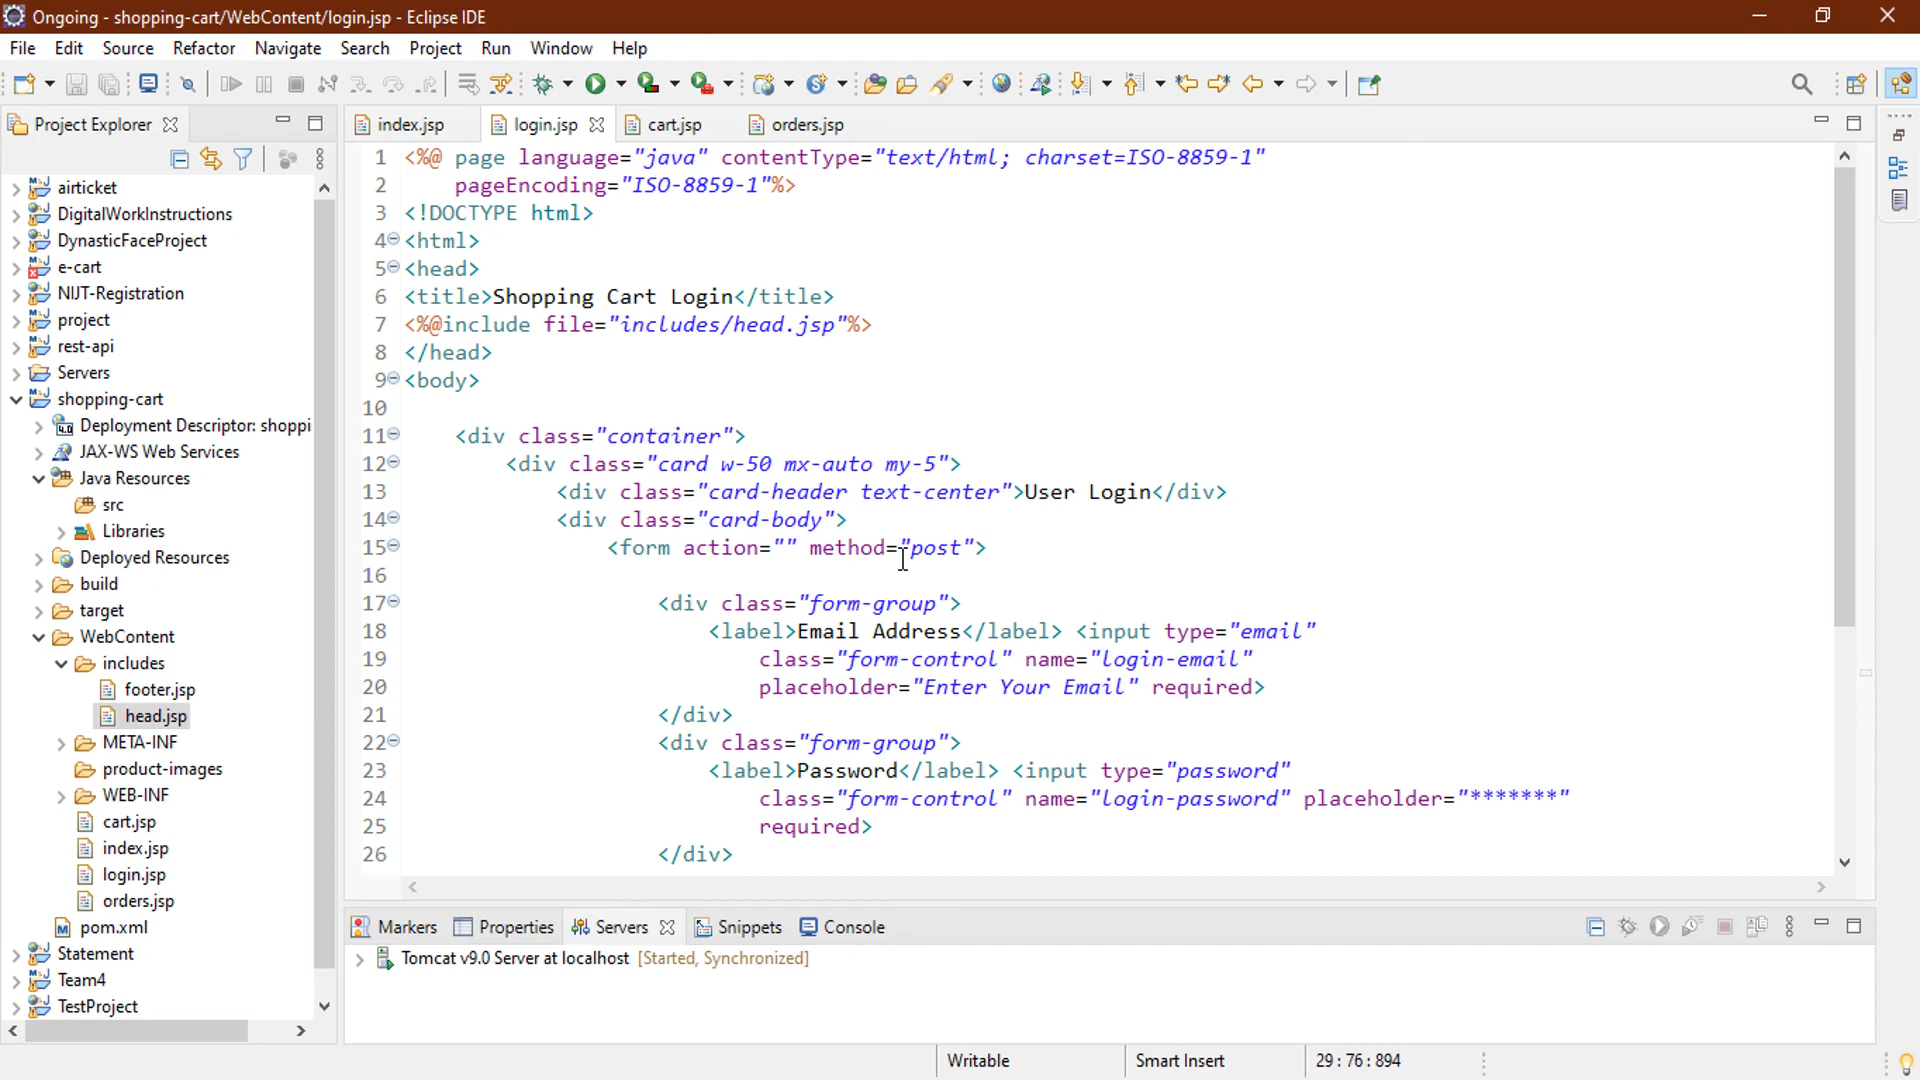 Ongoing - shopping-cart/WebContent/login.jsp - Eclipse IDE
File Edit Source Refactor Navigate Search Project Run Window Help
Project Explorer
index.jsp login.jsp cart.jsp orders.jsp
airticket
DigitalWorkInstructions
DynasticFaceProject
e-cart
NIJT-Registration
project
rest-api
Servers
shopping-cart
Deployment Descriptor: shoppi
JAX-WS Web Services
Java Resources
src
Libraries
Deployed Resources
build
target
WebContent
includes
footer.jsp
head.jsp
META-INF
product-images
WEB-INF
cart.jsp
index.jsp
login.jsp
orders.jsp
pom.xml
Statement
Team4
TestProject
1 <%@ page language="java" contentType="text/html; charset=ISO-8859-1"
2 pageEncoding="ISO-8859-1"%>
3 <!DOCTYPE html>
4 <html>
5 <head>
6 <title>Shopping Cart Login</title>
7 <%@include file="includes/head.jsp"%>
8 </head>
9 <body>
10
11 <div class="container">
12 <div class="card w-50 mx-auto my-5">
13 <div class="card-header text-center">User Login</div>
14 <div class="card-body">
15 <form action="" method="post">
16
17 <div class="form-group">
18 <label>Email Address</label> <input type="email"
19 class="form-control" name="login-email"
20 placeholder="Enter Your Email" required>
21 </div>
22 <div class="form-group">
23 <label>Password</label> <input type="password"
24 class="form-control" name="login-password" placeholder="*******"
25 required>
26 </div>
Markers Properties Servers Snippets Console
Tomcat v9.0 Server at localhost [Started, Synchronized]
Writable Smart Insert 29 : 76 : 894